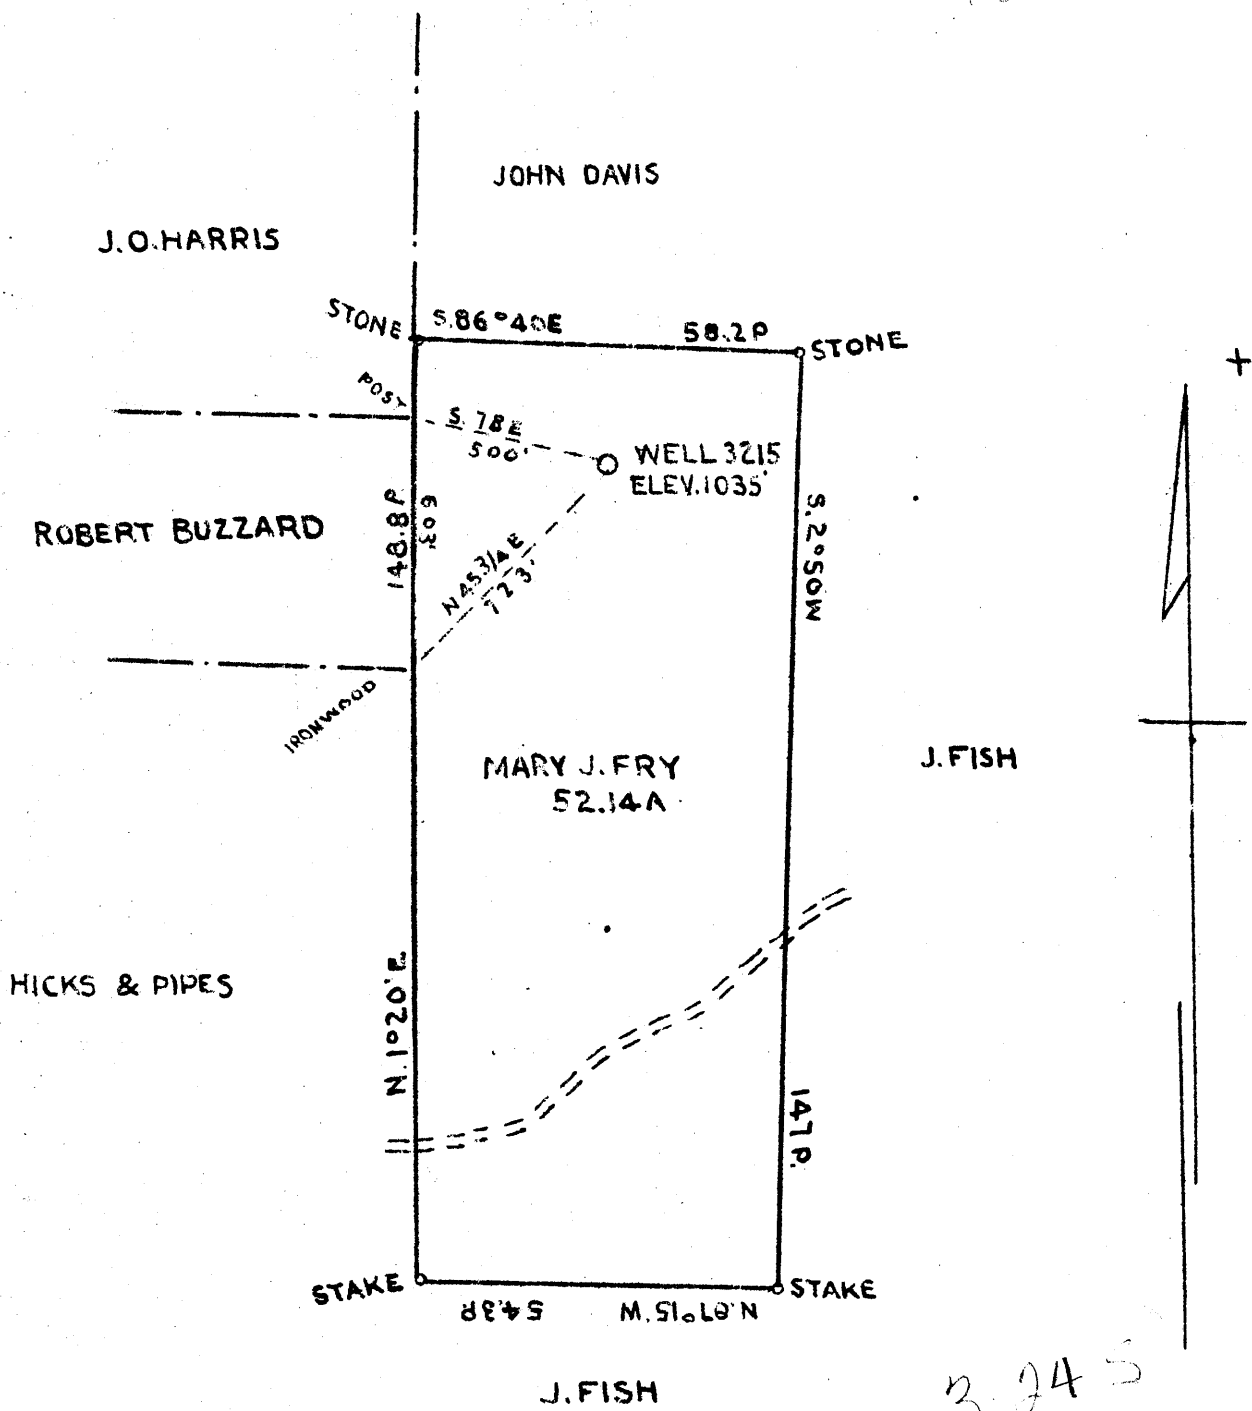 JOHN DAVIS
J.O.HARRIS
STONE
S.86°40E
58.2P
STONE
POST
S. 78 E
500'
WELL 3215
ELEV.1035'
ROBERT BUZZARD
148.8P
603'
N 45 3/4 E
723'
S.2°50W
IRONWOOD
MARY J. FRY
52.14A
J.FISH
HICKS & PIPES
N.1°20'E
147P.
STAKE
STAKE
54.3P
N.87°15'W
J.FISH